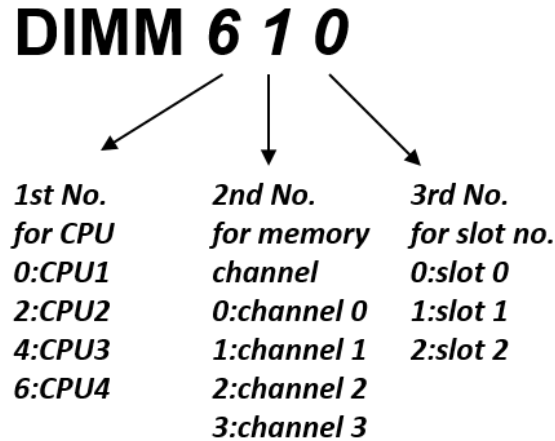 DIMM 6 1 0
1st No.
for CPU
0:CPU1
2:CPU2
4:CPU3
6:CPU4
2nd No.
for memory
channel
0:channel 0
1:channel 1
2:channel 2
3:channel 3
3rd No.
for slot no.
0:slot 0
1:slot 1
2:slot 2